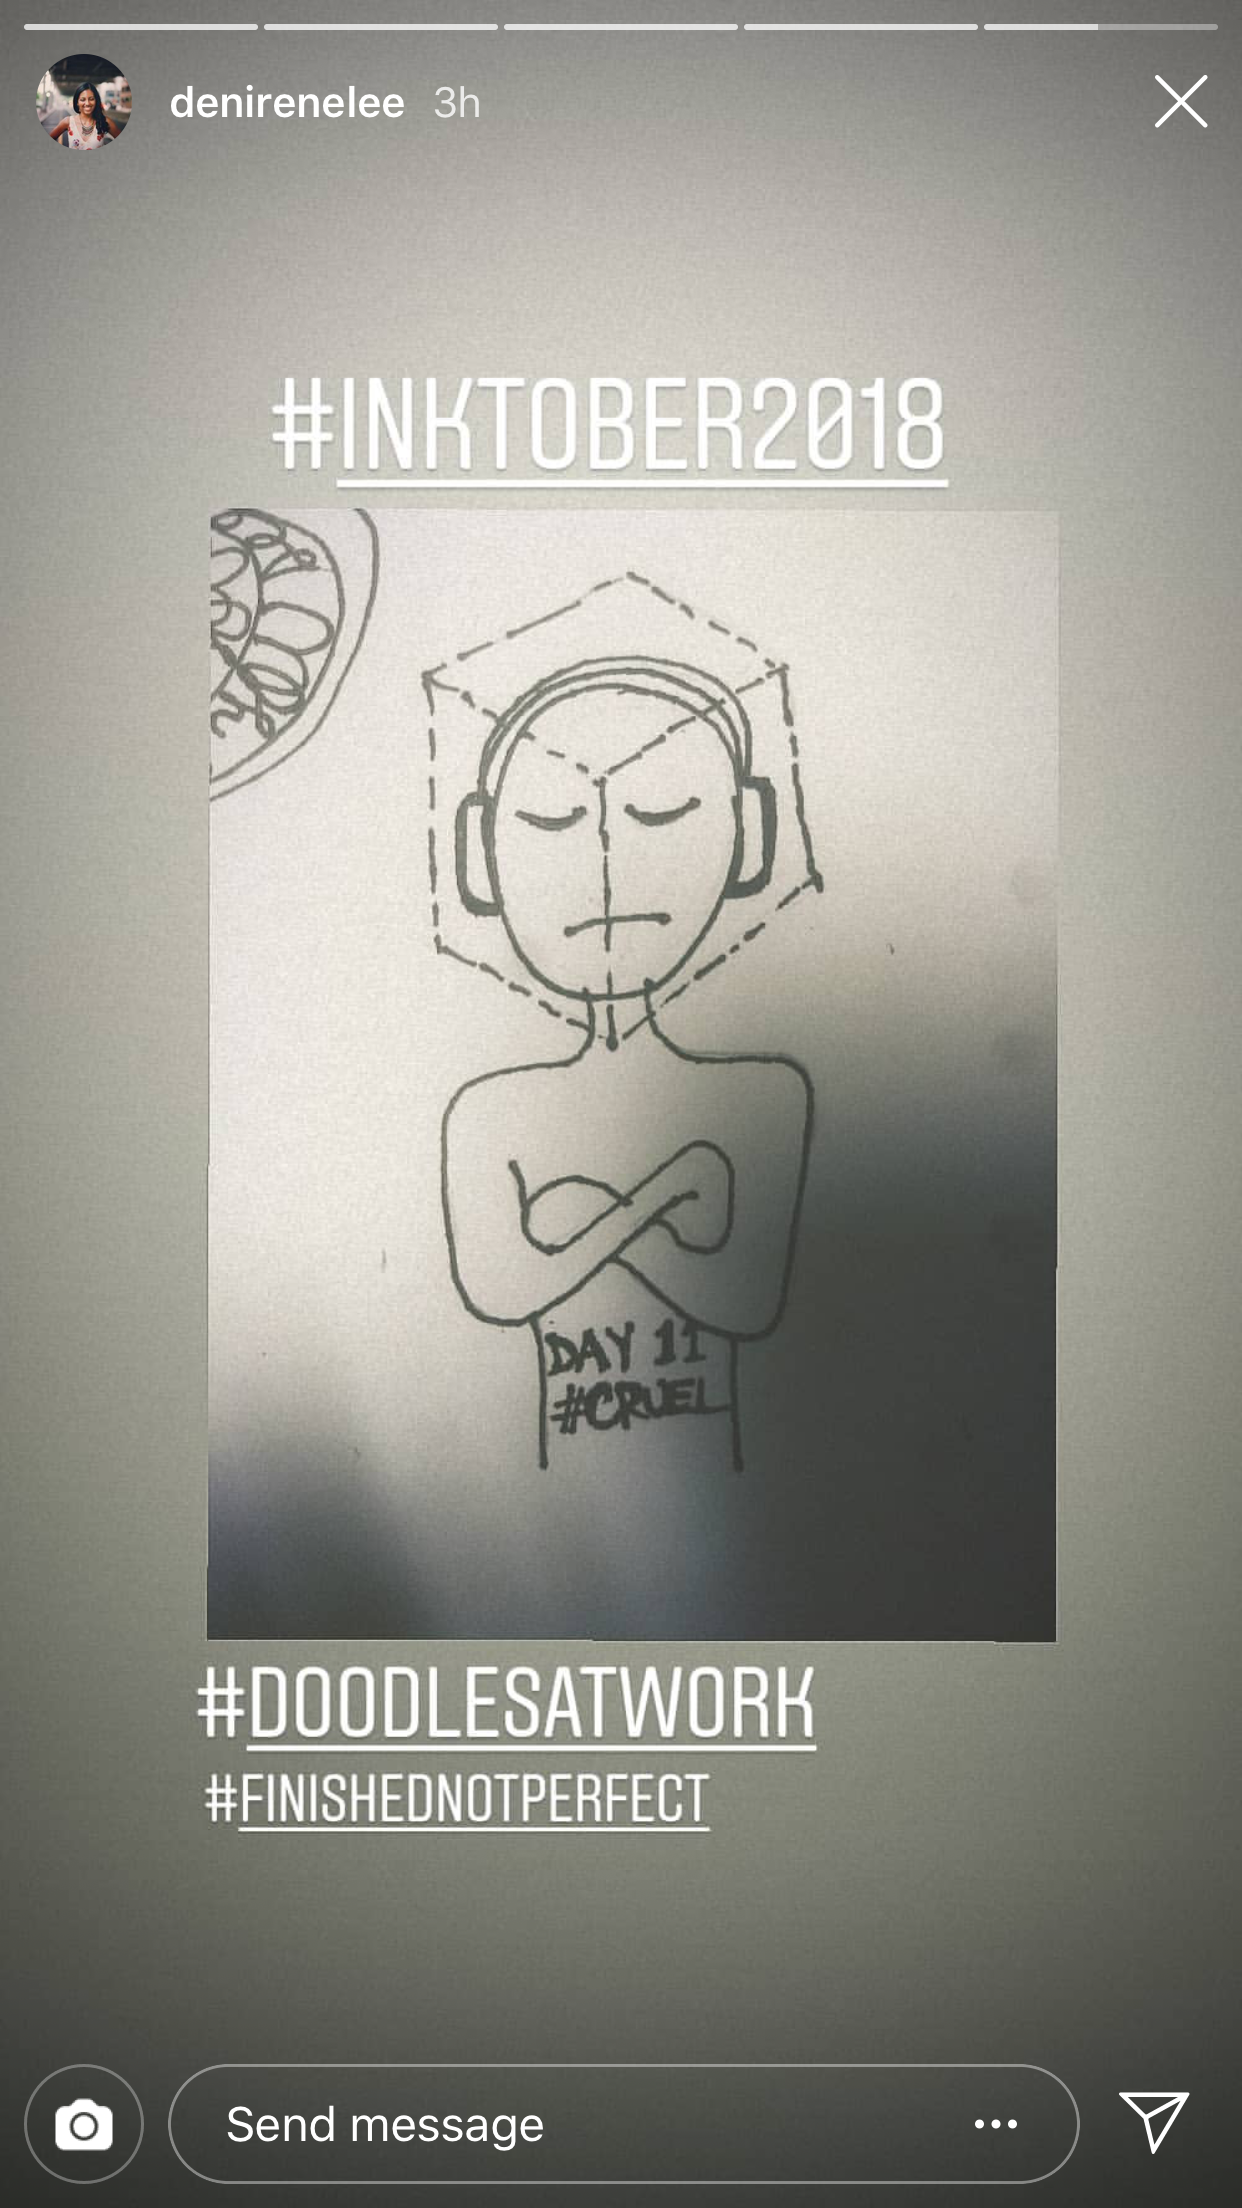 denirenelee 3h
#INKTOBER2018
DAY 11
#CRUEL
#DOODLESATWORK
#FINISHEDNOTPERFECT
Send message